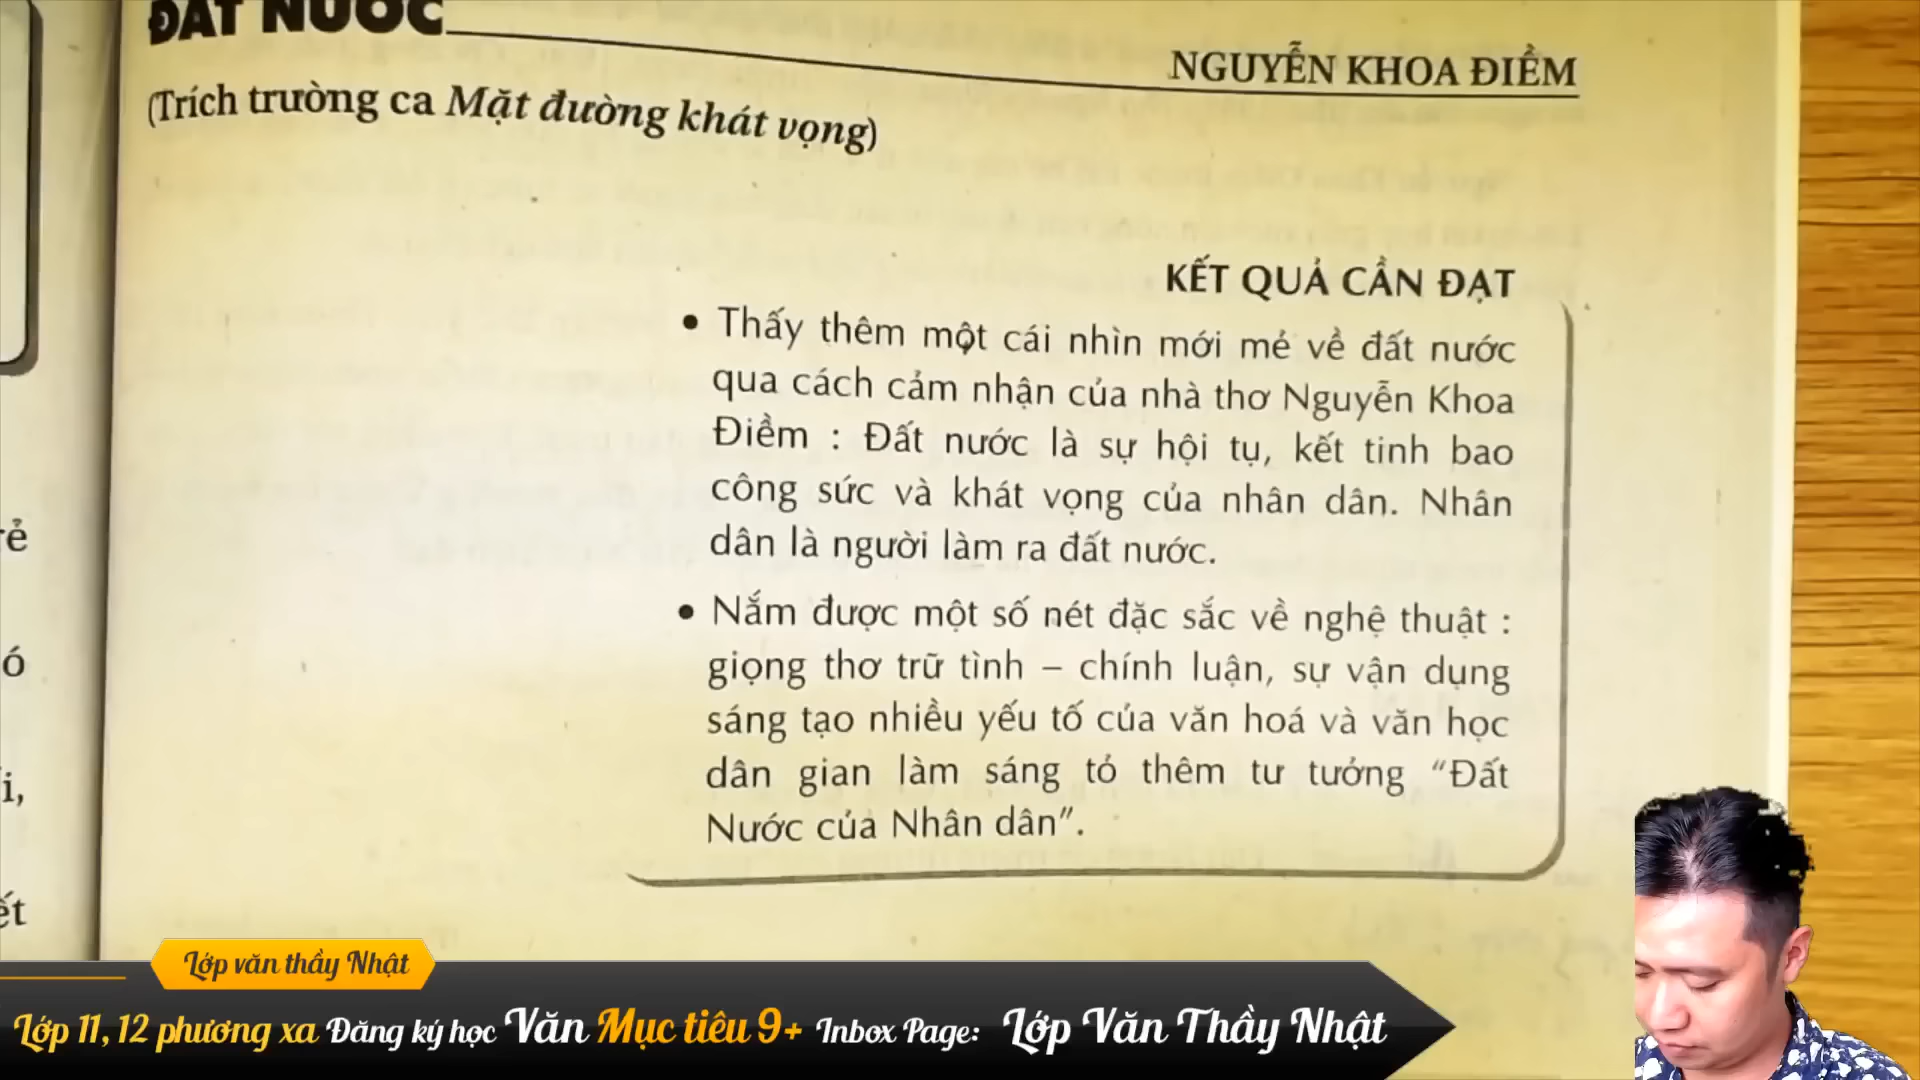 ĐẤT NƯỚC
NGUYỄN KHOA ĐIỀM
(Trích trường ca Mặt đường khát vọng)
KẾT QUẢ CẦN ĐẠT
• Thấy thêm một cái nhìn mới mẻ về đất nước
qua cách cảm nhận của nhà thơ Nguyễn Khoa
Điềm : Đất nước là sự hội tụ, kết tinh bao
công sức và khát vọng của nhân dân. Nhân
dân là người làm ra đất nước.
• Nắm được một số nét đặc sắc về nghệ thuật :
giọng thơ trữ tình – chính luận, sự vận dụng
sáng tạo nhiều yếu tố của văn hoá và văn học
dân gian làm sáng tỏ thêm tư tưởng “Đất
Nước của Nhân dân”.
Lớp văn thầy Nhật
Lớp 11, 12 phương xa Đăng ký học Văn Mục tiêu 9+ Inbox Page: Lớp Văn Thầy Nhật